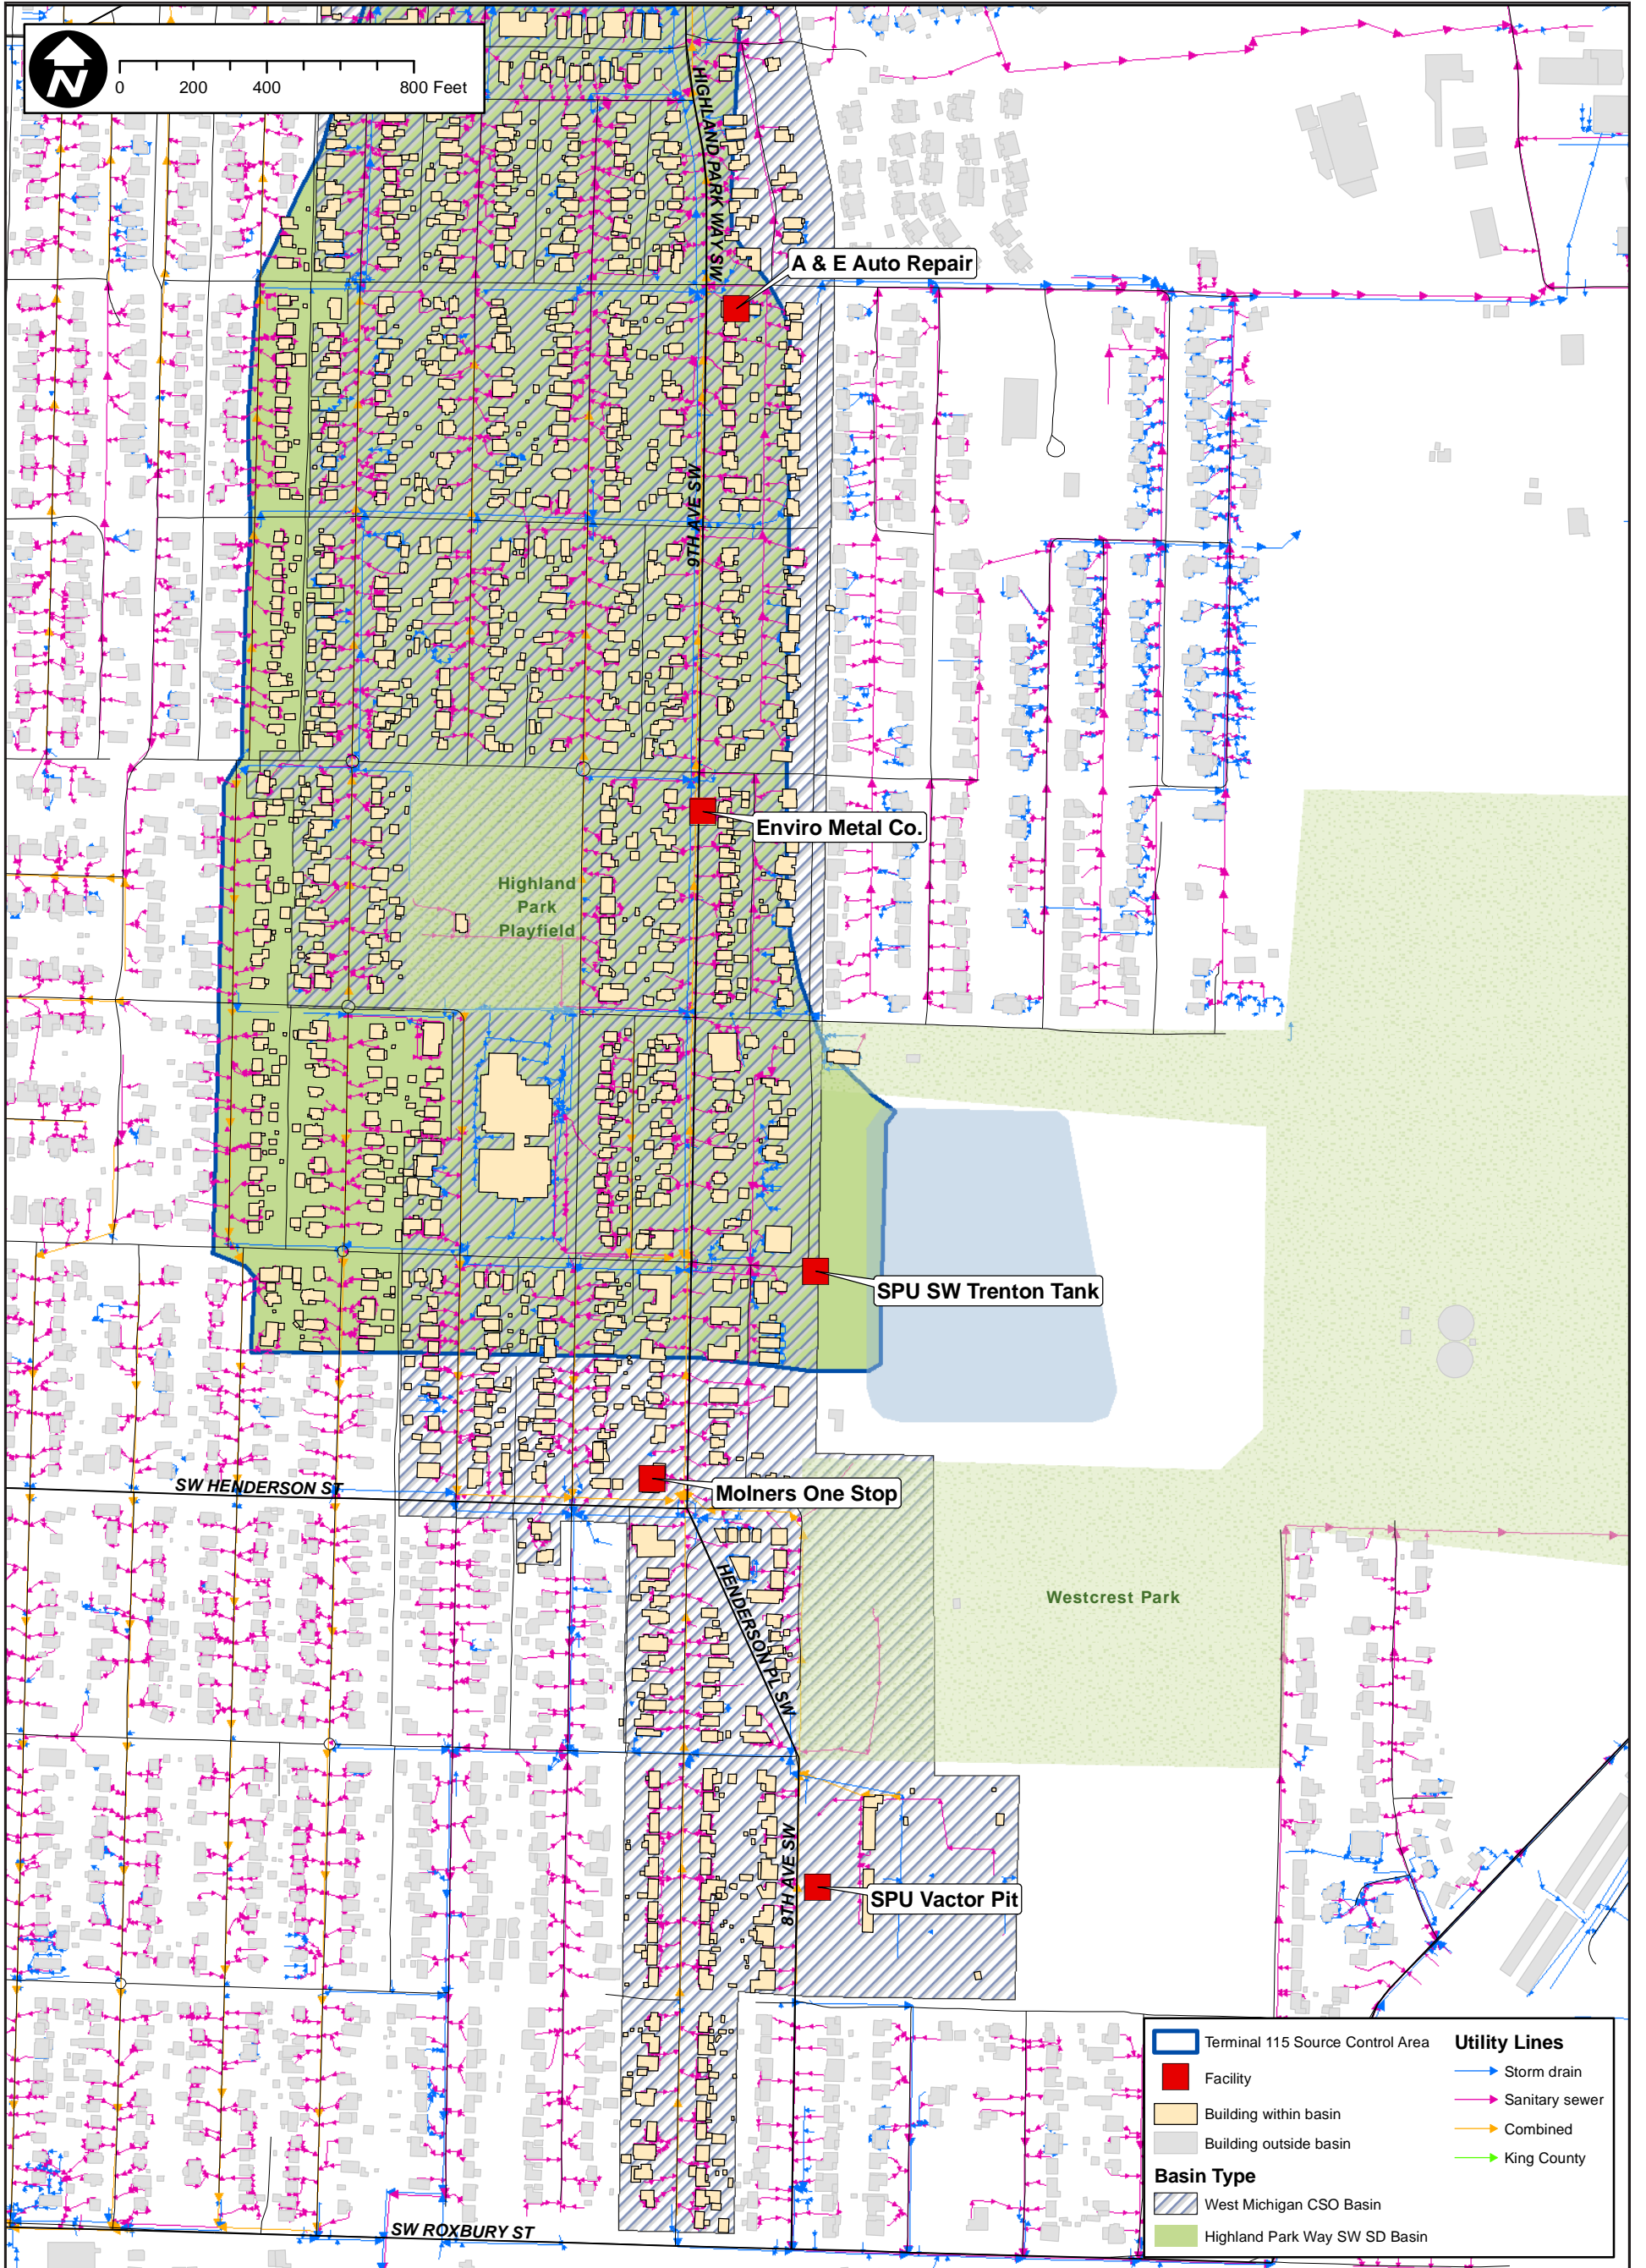 N
0 200 400 800 Feet
HIGHLAND PARK WAY SW
A & E Auto Repair
9TH AVE SW
Enviro Metal Co.
Highland
Park
Playfield
SPU SW Trenton Tank
SW HENDERSON ST
Molners One Stop
HENDERSON PL SW
Westcrest Park
8TH AVE SW
SPU Vactor Pit
SW ROXBURY ST
Terminal 115 Source Control Area
Facility
Building within basin
Building outside basin
Basin Type
West Michigan CSO Basin
Highland Park Way SW SD Basin
Utility Lines
Storm drain
Sanitary sewer
Combined
King County